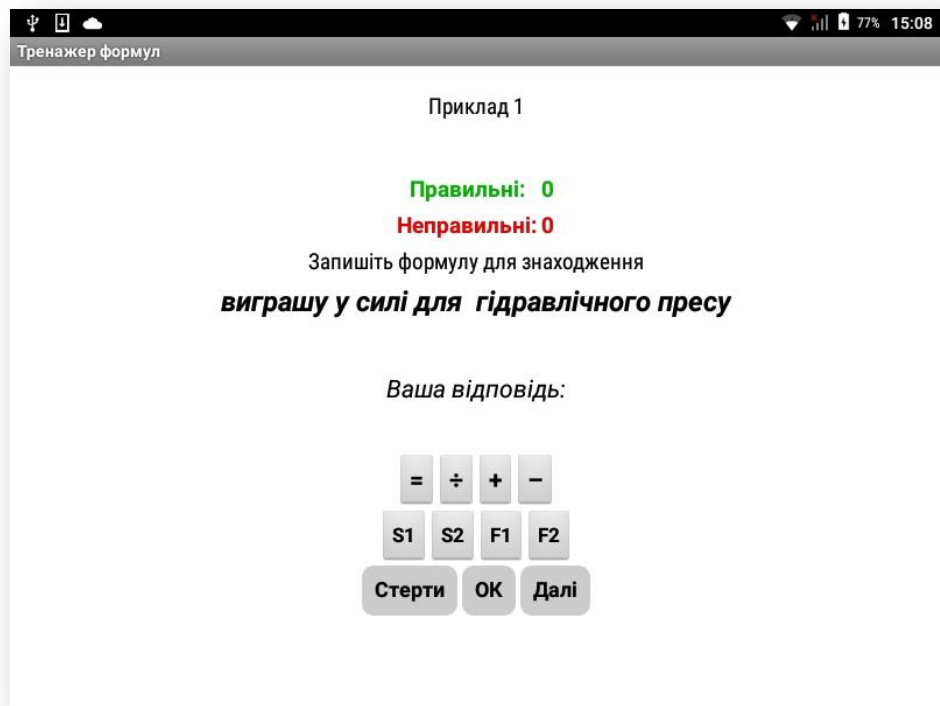 77% 15:08
Тренажер формул
Приклад 1
Правильні: 0
Неправильні: 0
Запишіть формулу для знаходження
виграшу у силі для гідравлічного пресу
Ваша відповідь:
= ÷ + −
S1 S2 F1 F2
Стерти ОК Далі